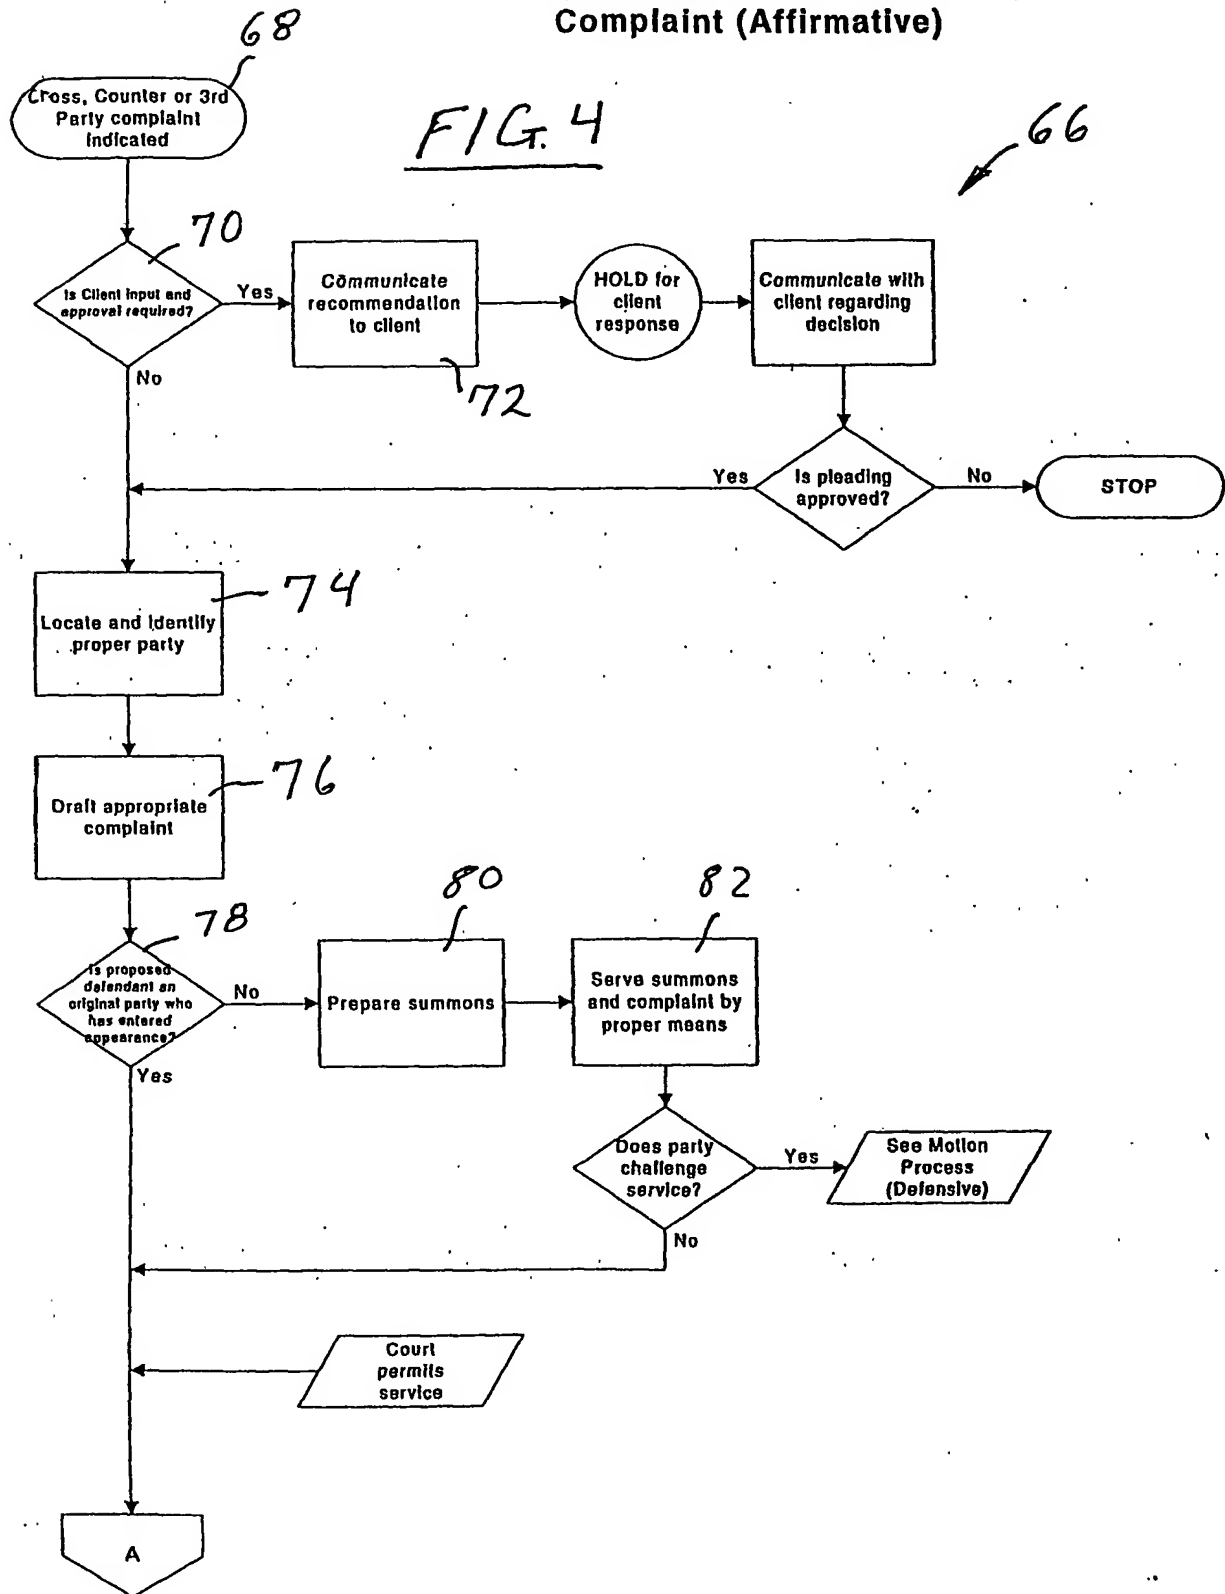 Complaint (Affirmative)
68
Cross, Counter or 3rd
Party complaint
indicated
FIG. 4
66
70
Is Client input and
approval required?
Yes
No
Communicate
recommendation
to client
72
HOLD for
client
response
Communicate with
client regarding
decision
Is pleading
approved?
Yes
No
STOP
Locate and identify
proper party
74
Draft appropriate
complaint
76
78
Is proposed
defendant an
original party who
has entered
appearance?
No
Yes
80
Prepare summons
82
Serve summons
and complaint by
proper means
Does party
challenge
service?
Yes
No
See Motion
Process
(Defensive)
Court
permits
service
A